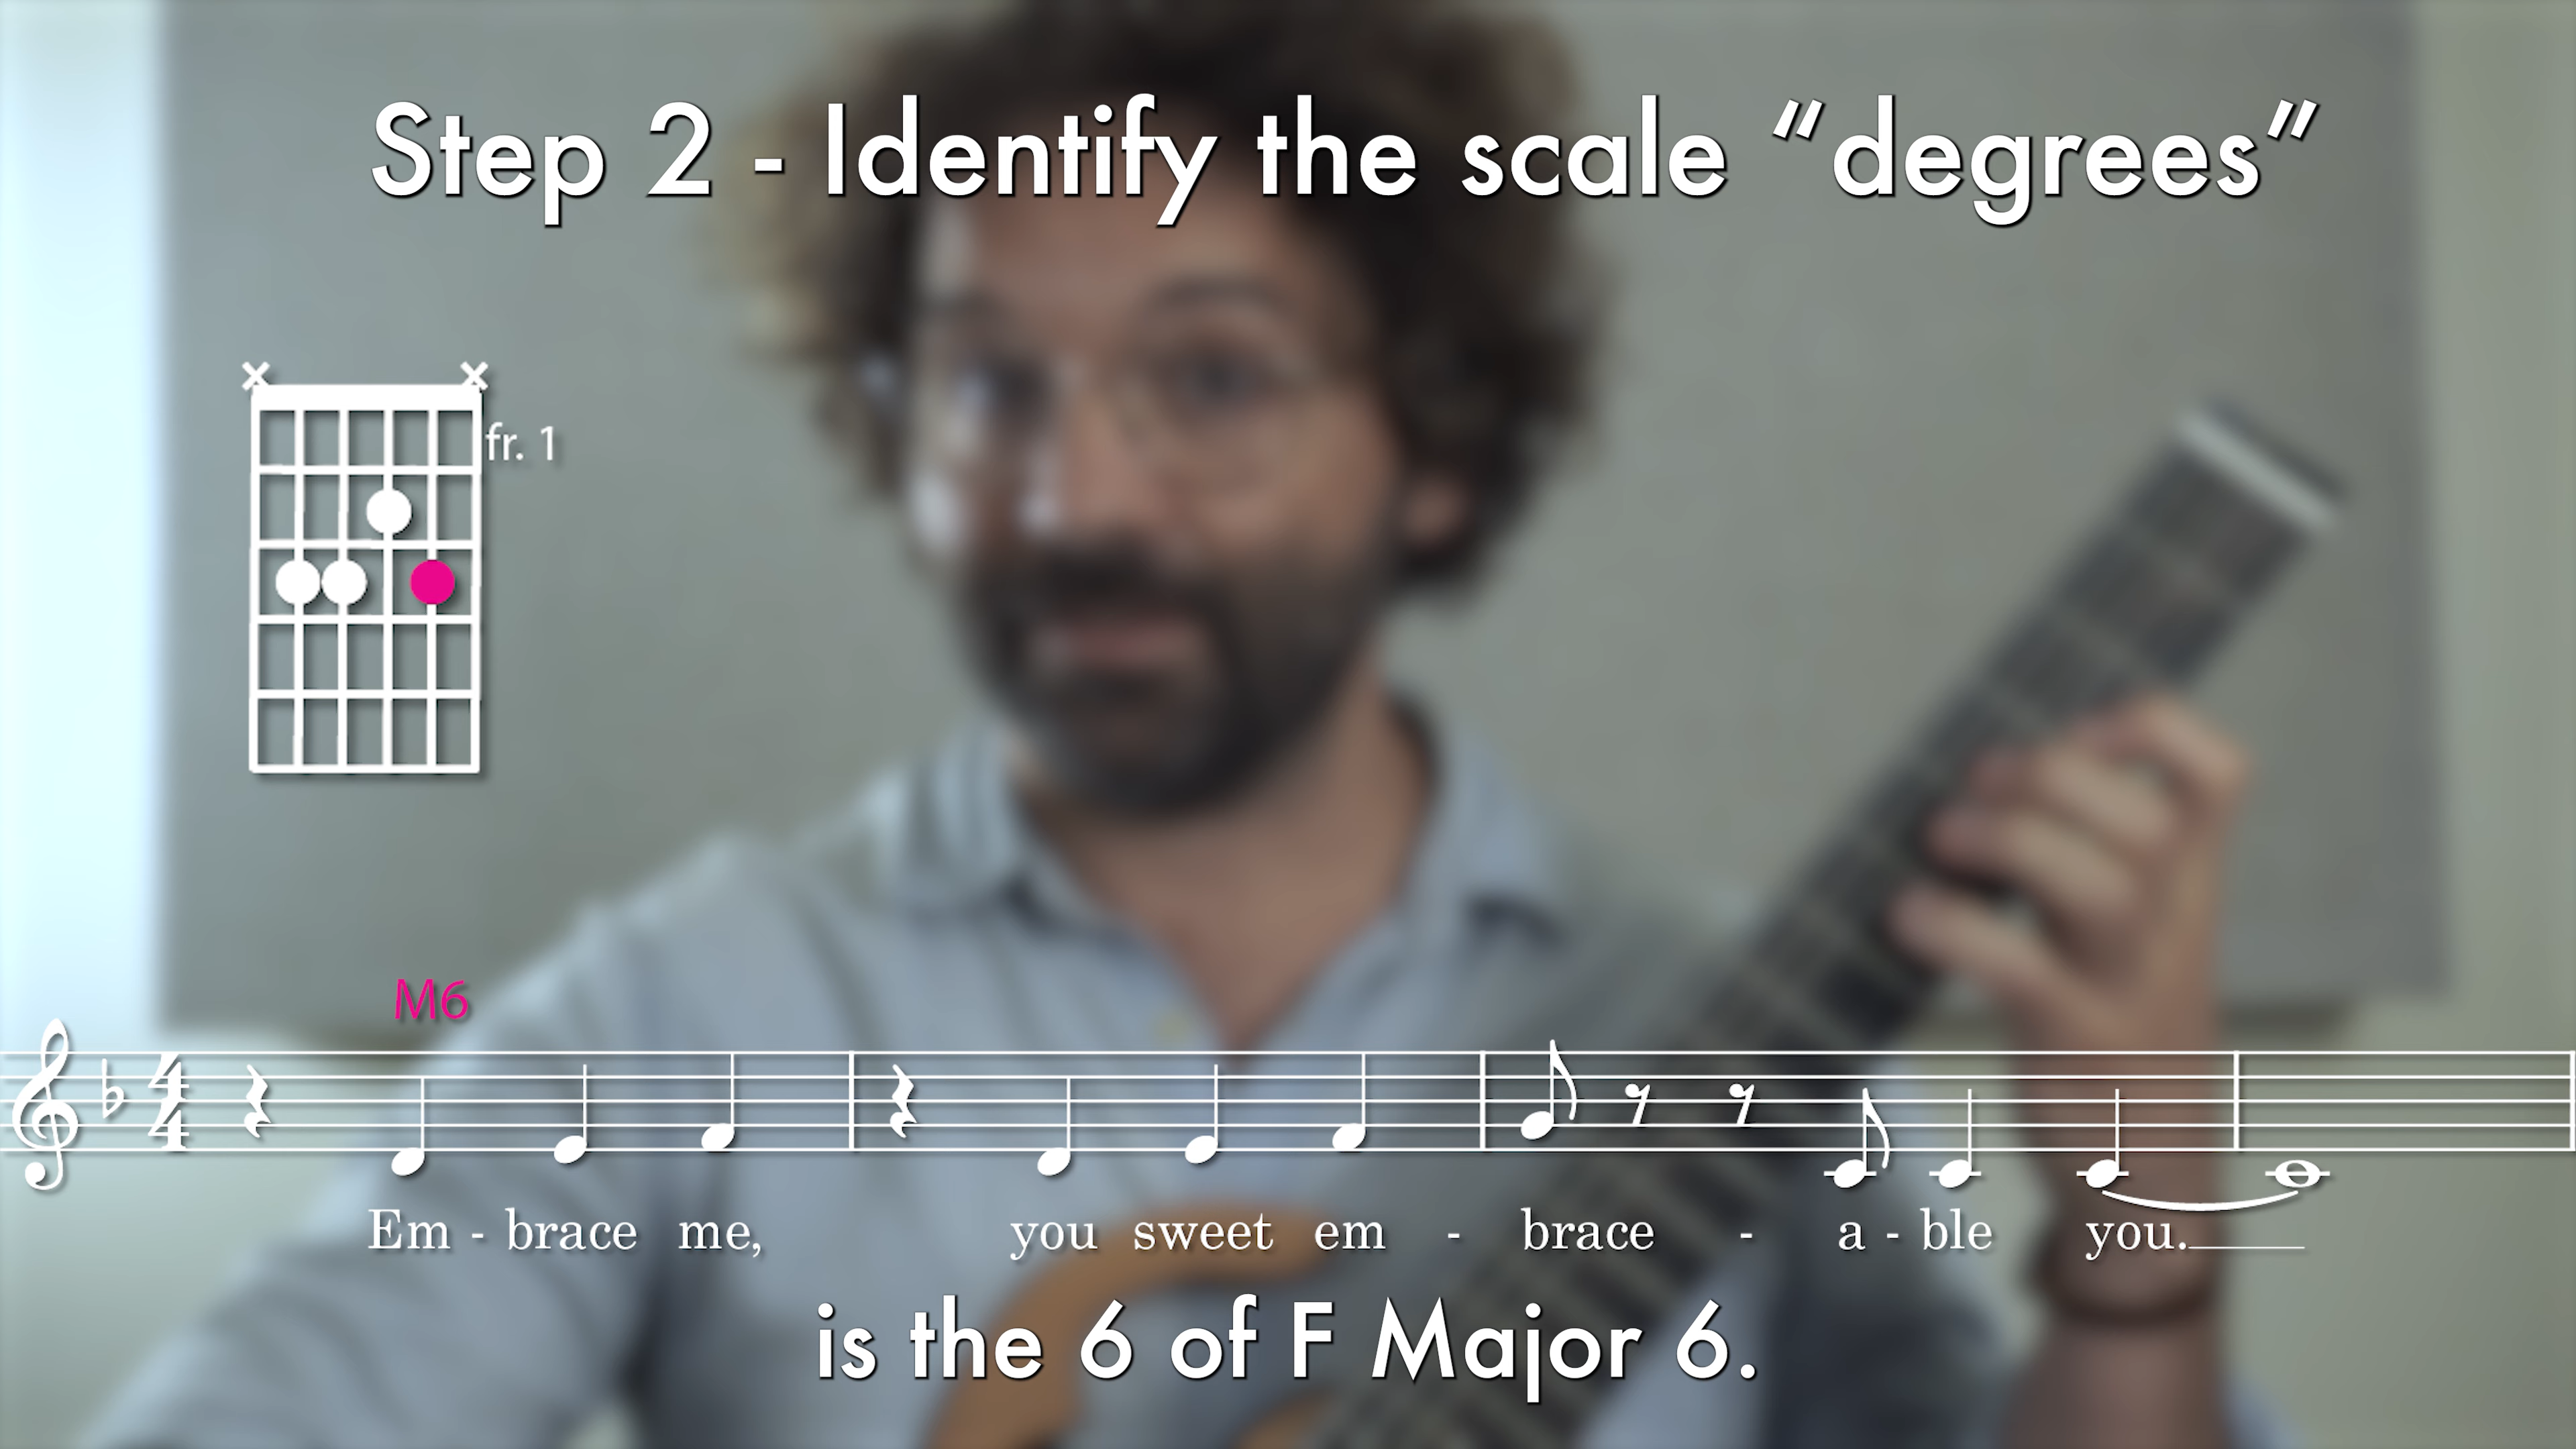 Step 2 - Identify the scale “degrees”
fr. 1
M6
Em - brace me, you sweet em - brace - a - ble you.
is the 6 of F Major 6.